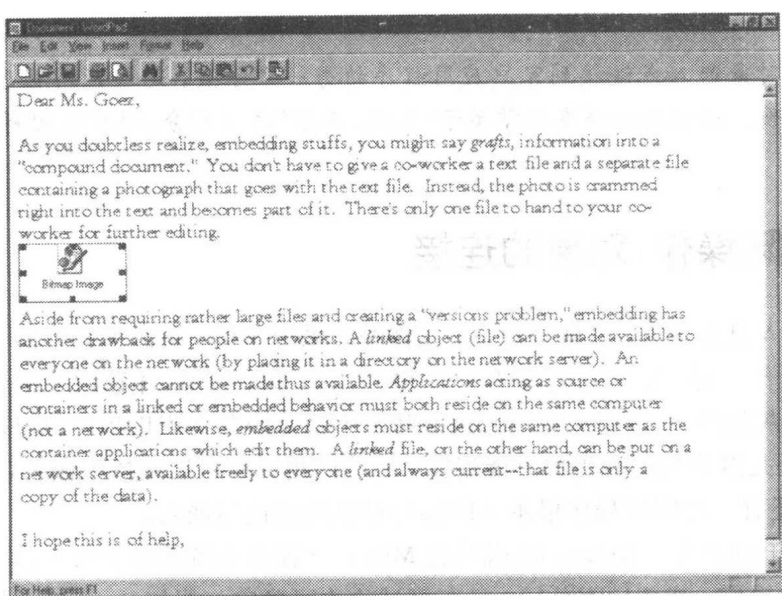 Document - WordPad
File Edit View Insert Format Help
Dear Ms. Goez,
As you doubtless realize, embedding stuffs, you might say grafts, information into a
"compound document." You don't have to give a co-worker a text file and a separate file
containing a photograph that goes with the text file. Instead, the photo is crammed
right into the text and becomes part of it. There's only one file to hand to your co-
worker for further editing.
Bitmap Image
Aside from requiring rather large files and creating a "versions problem," embedding has
another drawback for people on networks. A linked object (file) can be made available to
everyone on the network (by placing it in a directory on the network server). An
embedded object cannot be made thus available. Applications acting as source or
containers in a linked or embedded behavior must both reside on the same computer
(not a network). Likewise, embedded objects must reside on the same computer as the
container applications which edit them. A linked file, on the other hand, can be put on a
network server, available freely to everyone (and always current--that file is only a
copy of the data).
I hope this is of help,
For Help, press F1